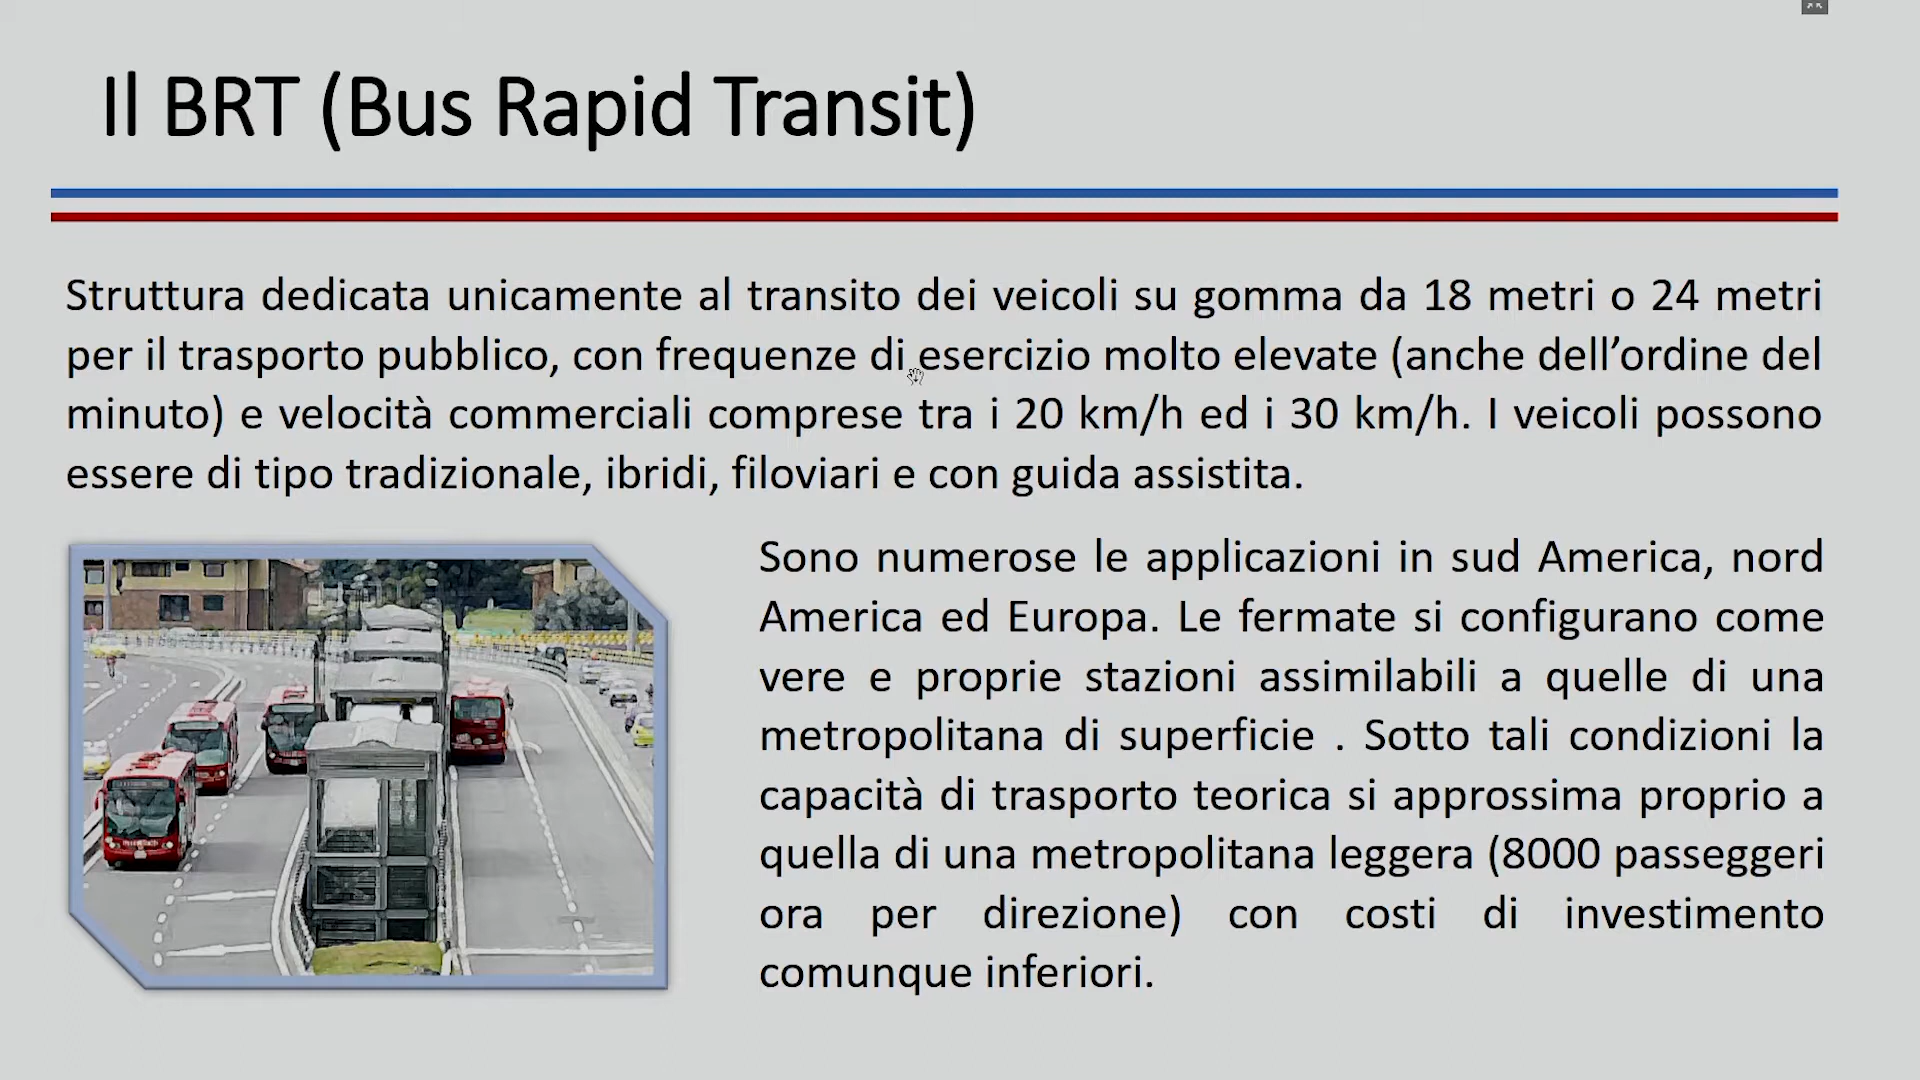 Il BRT (Bus Rapid Transit)
Struttura dedicata unicamente al transito dei veicoli su gomma da 18 metri o 24 metri
per il trasporto pubblico, con frequenze di esercizio molto elevate (anche dell’ordine del
minuto) e velocità commerciali comprese tra i 20 km/h ed i 30 km/h. I veicoli possono
essere di tipo tradizionale, ibridi, filoviari e con guida assistita.
Sono numerose le applicazioni in sud America, nord
America ed Europa. Le fermate si configurano come
vere e proprie stazioni assimilabili a quelle di una
metropolitana di superficie . Sotto tali condizioni la
capacità di trasporto teorica si approssima proprio a
quella di una metropolitana leggera (8000 passeggeri
ora per direzione) con costi di investimento
comunque inferiori.